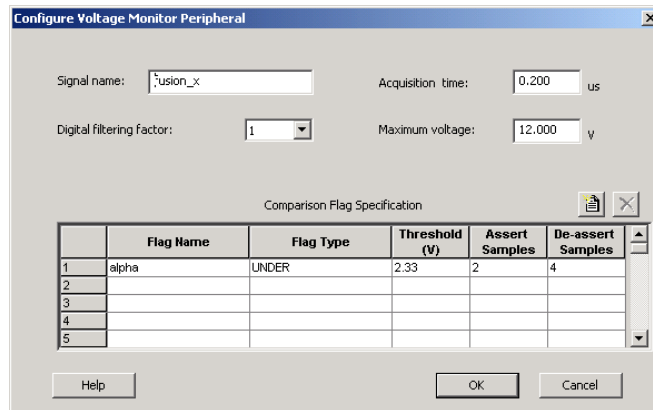 Configure Voltage Monitor Peripheral
Signal name: fusion_x
Acquisition time: 0.200 us
Digital filtering factor: 1
Maximum voltage: 12.000 V
Comparison Flag Specification
Flag Name Flag Type Threshold (V) Assert Samples De-assert Samples
1 alpha UNDER 2.33 2 4
2
3
4
5
Help OK Cancel